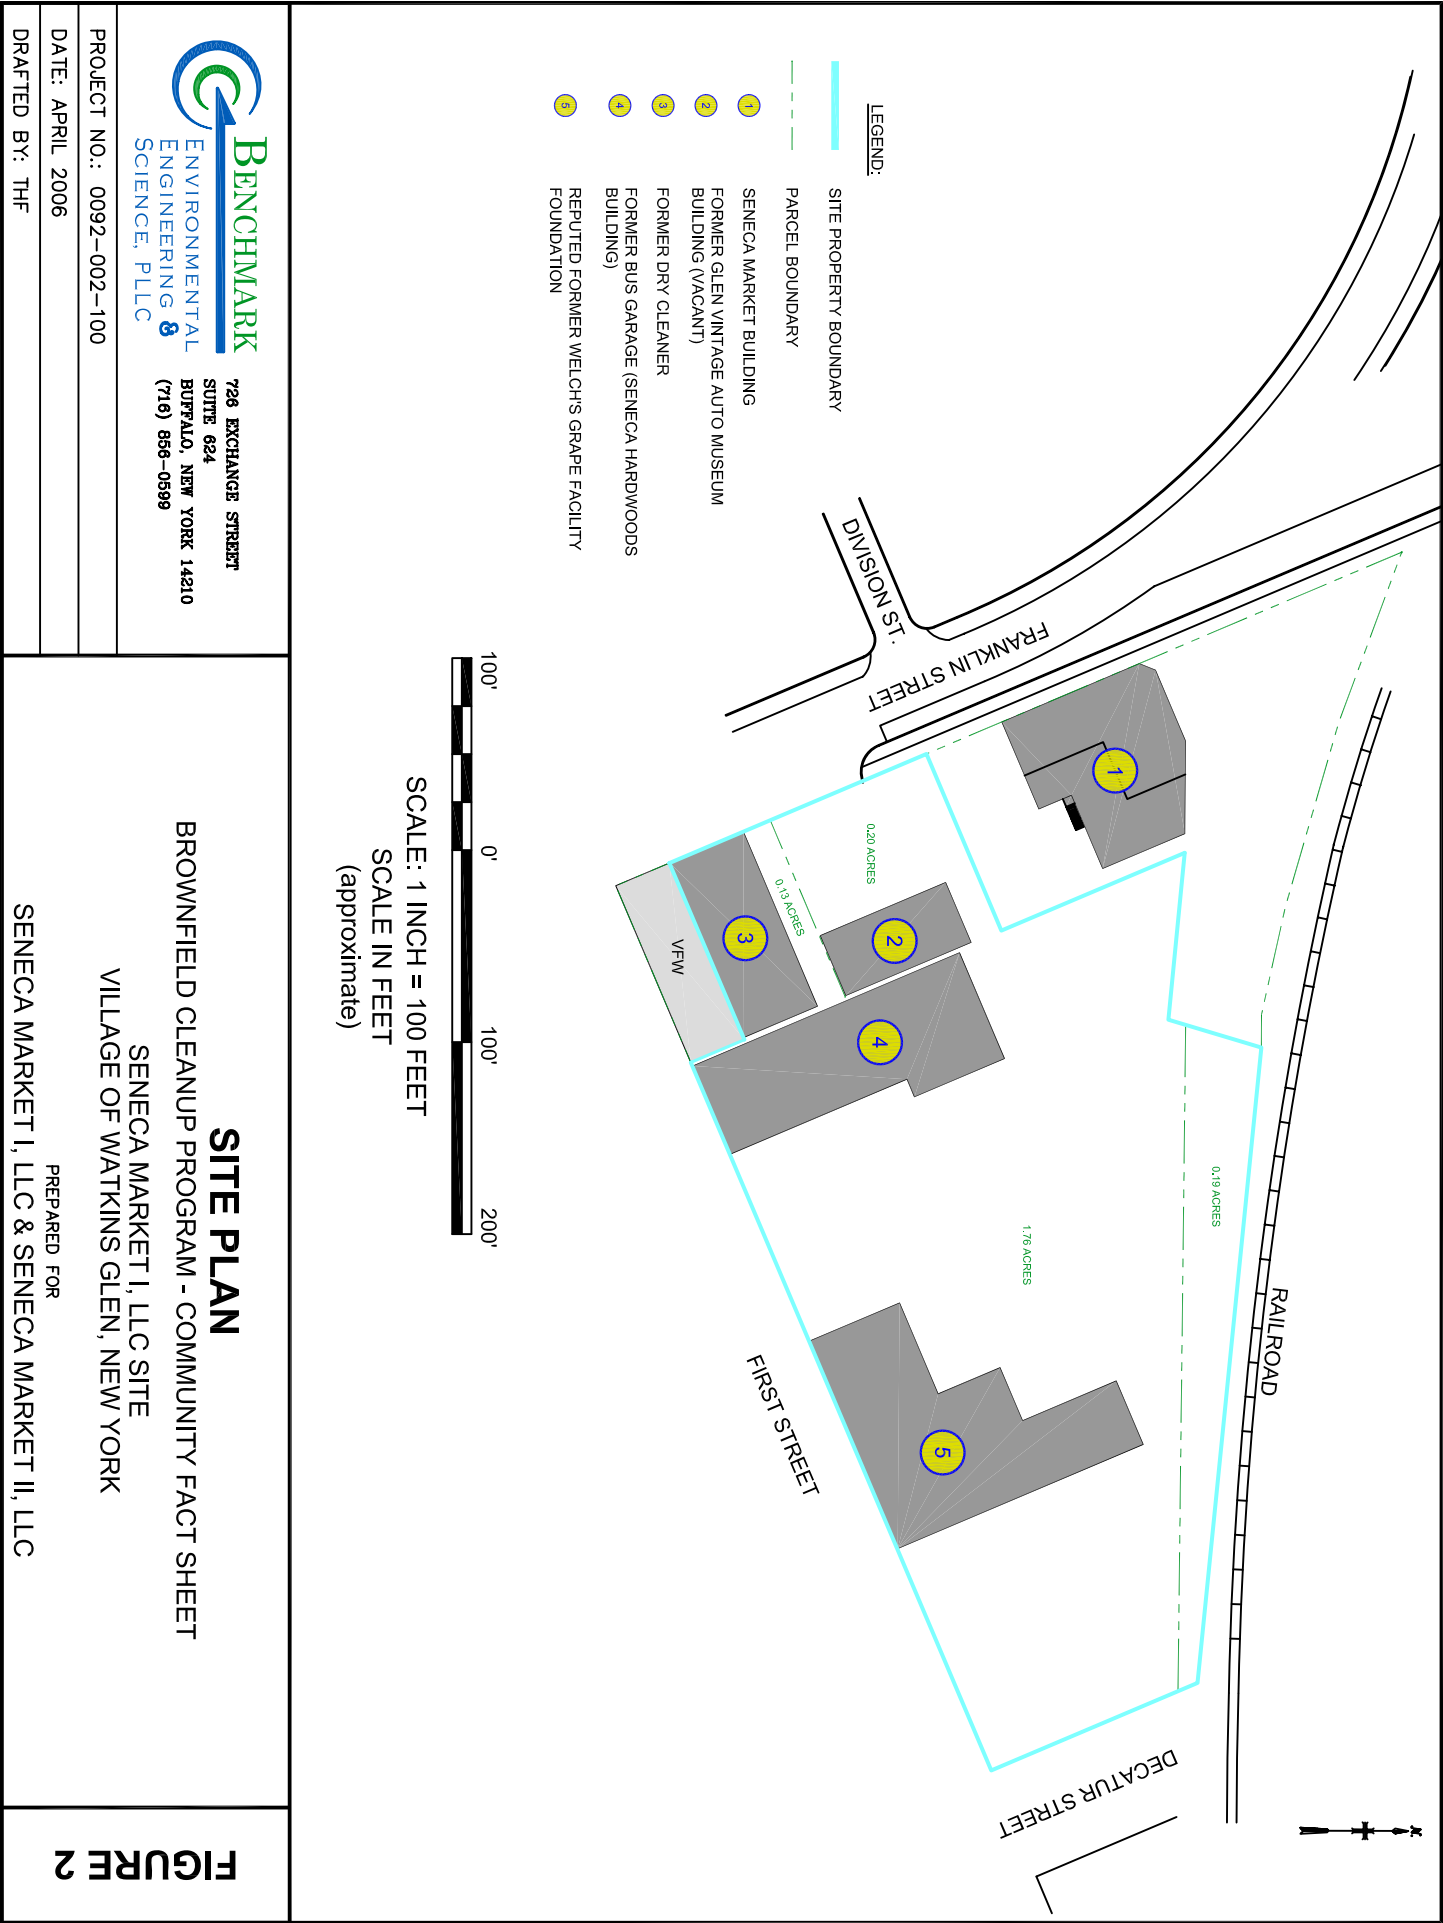 LEGEND:
SITE PROPERTY BOUNDARY
PARCEL BOUNDARY
1
SENECA MARKET BUILDING
2
FORMER GLEN VINTAGE AUTO MUSEUM
BUILDING (VACANT)
3
FORMER DRY CLEANER
4
FORMER BUS GARAGE (SENECA HARDWOODS
BUILDING)
5
REPUTED FORMER WELCH'S GRAPE FACILITY
FOUNDATION
DIVISION ST.
FRANKLIN STREET
1
2
3
4
5
VFW
0.20 ACRES
0.13 ACRES
0.19 ACRES
1.76 ACRES
RAILROAD
FIRST STREET
DECATUR STREET
N
100'
0'
100'
200'
SCALE: 1 INCH = 100 FEET
SCALE IN FEET
(approximate)
BENCHMARK
ENVIRONMENTAL
ENGINEERING &
SCIENCE, PLLC
726 EXCHANGE STREET
SUITE 624
BUFFALO, NEW YORK 14210
(716) 856-0599
PROJECT NO.: 0092-002-100
DATE: APRIL 2006
DRAFTED BY: THF
SITE PLAN
BROWNFIELD CLEANUP PROGRAM - COMMUNITY FACT SHEET
SENECA MARKET I, LLC SITE
VILLAGE OF WATKINS GLEN, NEW YORK
PREPARED FOR
SENECA MARKET I, LLC & SENECA MARKET II, LLC
FIGURE 2